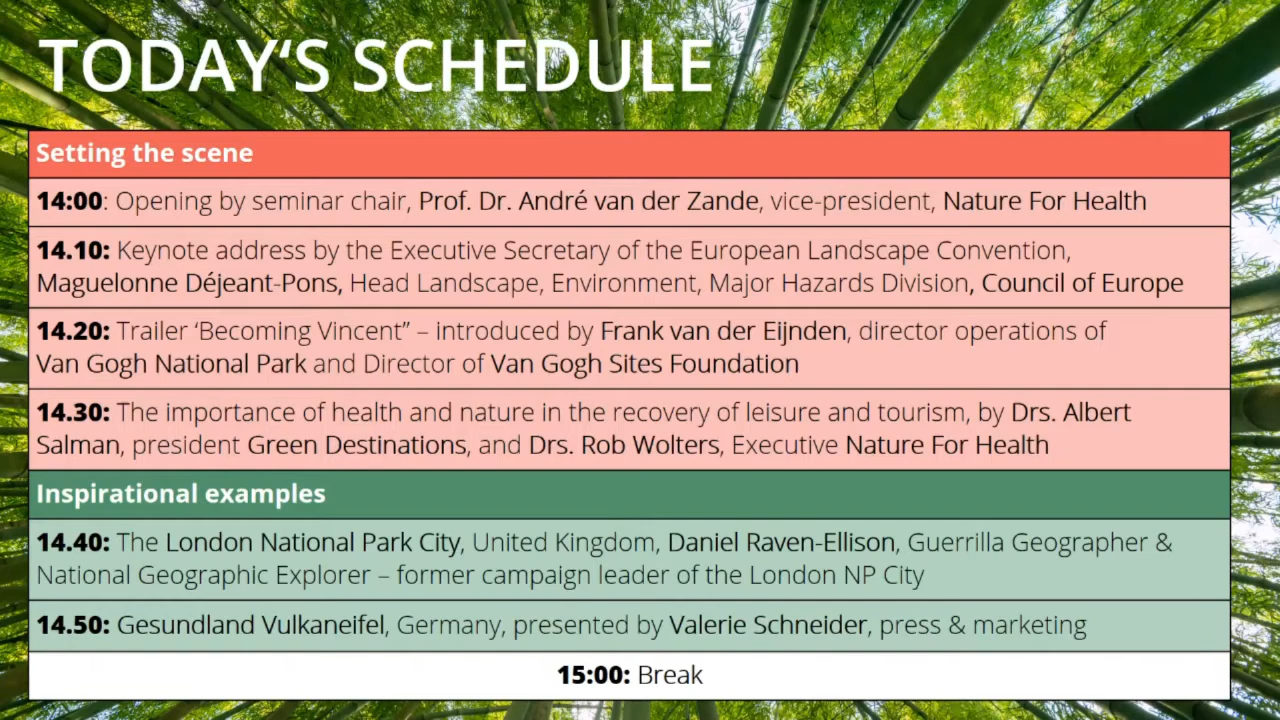 TODAY‘S SCHEDULE
Setting the scene
14:00: Opening by seminar chair, Prof. Dr. André van der Zande, vice-president, Nature For Health
14.10: Keynote address by the Executive Secretary of the European Landscape Convention,
Maguelonne Déjeant-Pons, Head Landscape, Environment, Major Hazards Division, Council of Europe
14.20: Trailer ‘Becoming Vincent” – introduced by Frank van der Eijnden, director operations of
Van Gogh National Park and Director of Van Gogh Sites Foundation
14.30: The importance of health and nature in the recovery of leisure and tourism, by Drs. Albert
Salman, president Green Destinations, and Drs. Rob Wolters, Executive Nature For Health
Inspirational examples
14.40: The London National Park City, United Kingdom, Daniel Raven-Ellison, Guerrilla Geographer &
National Geographic Explorer – former campaign leader of the London NP City
14.50: Gesundland Vulkaneifel, Germany, presented by Valerie Schneider, press & marketing
15:00: Break